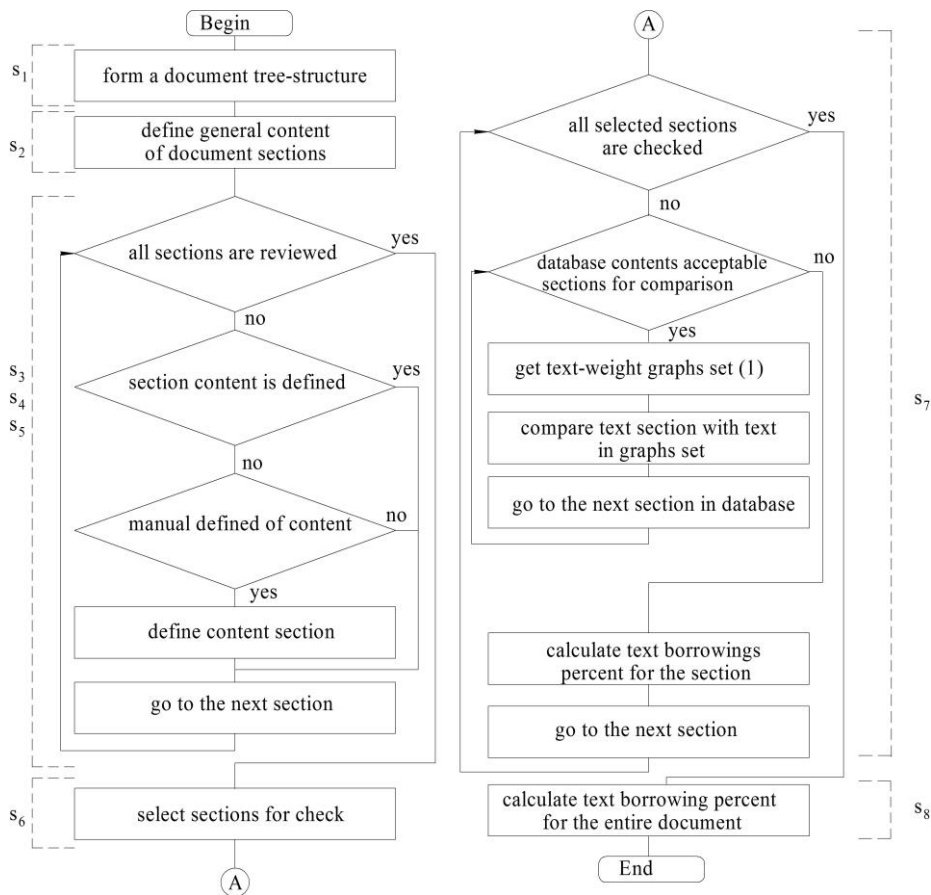 Begin
s1
form a document tree-structure
s2
define general content
of document sections
all sections are reviewed
yes
no
s3
s4
s5
section content is defined
yes
no
manual defined of content
no
yes
define content section
go to the next section
s6
select sections for check
A
A
all selected sections
are checked
yes
no
database contents acceptable
sections for comparison
no
yes
get text-weight graphs set (1)
s7
compare text section with text
in graphs set
go to the next section in database
calculate text borrowings
percent for the section
go to the next section
calculate text borrowing percent
for the entire document
s8
End